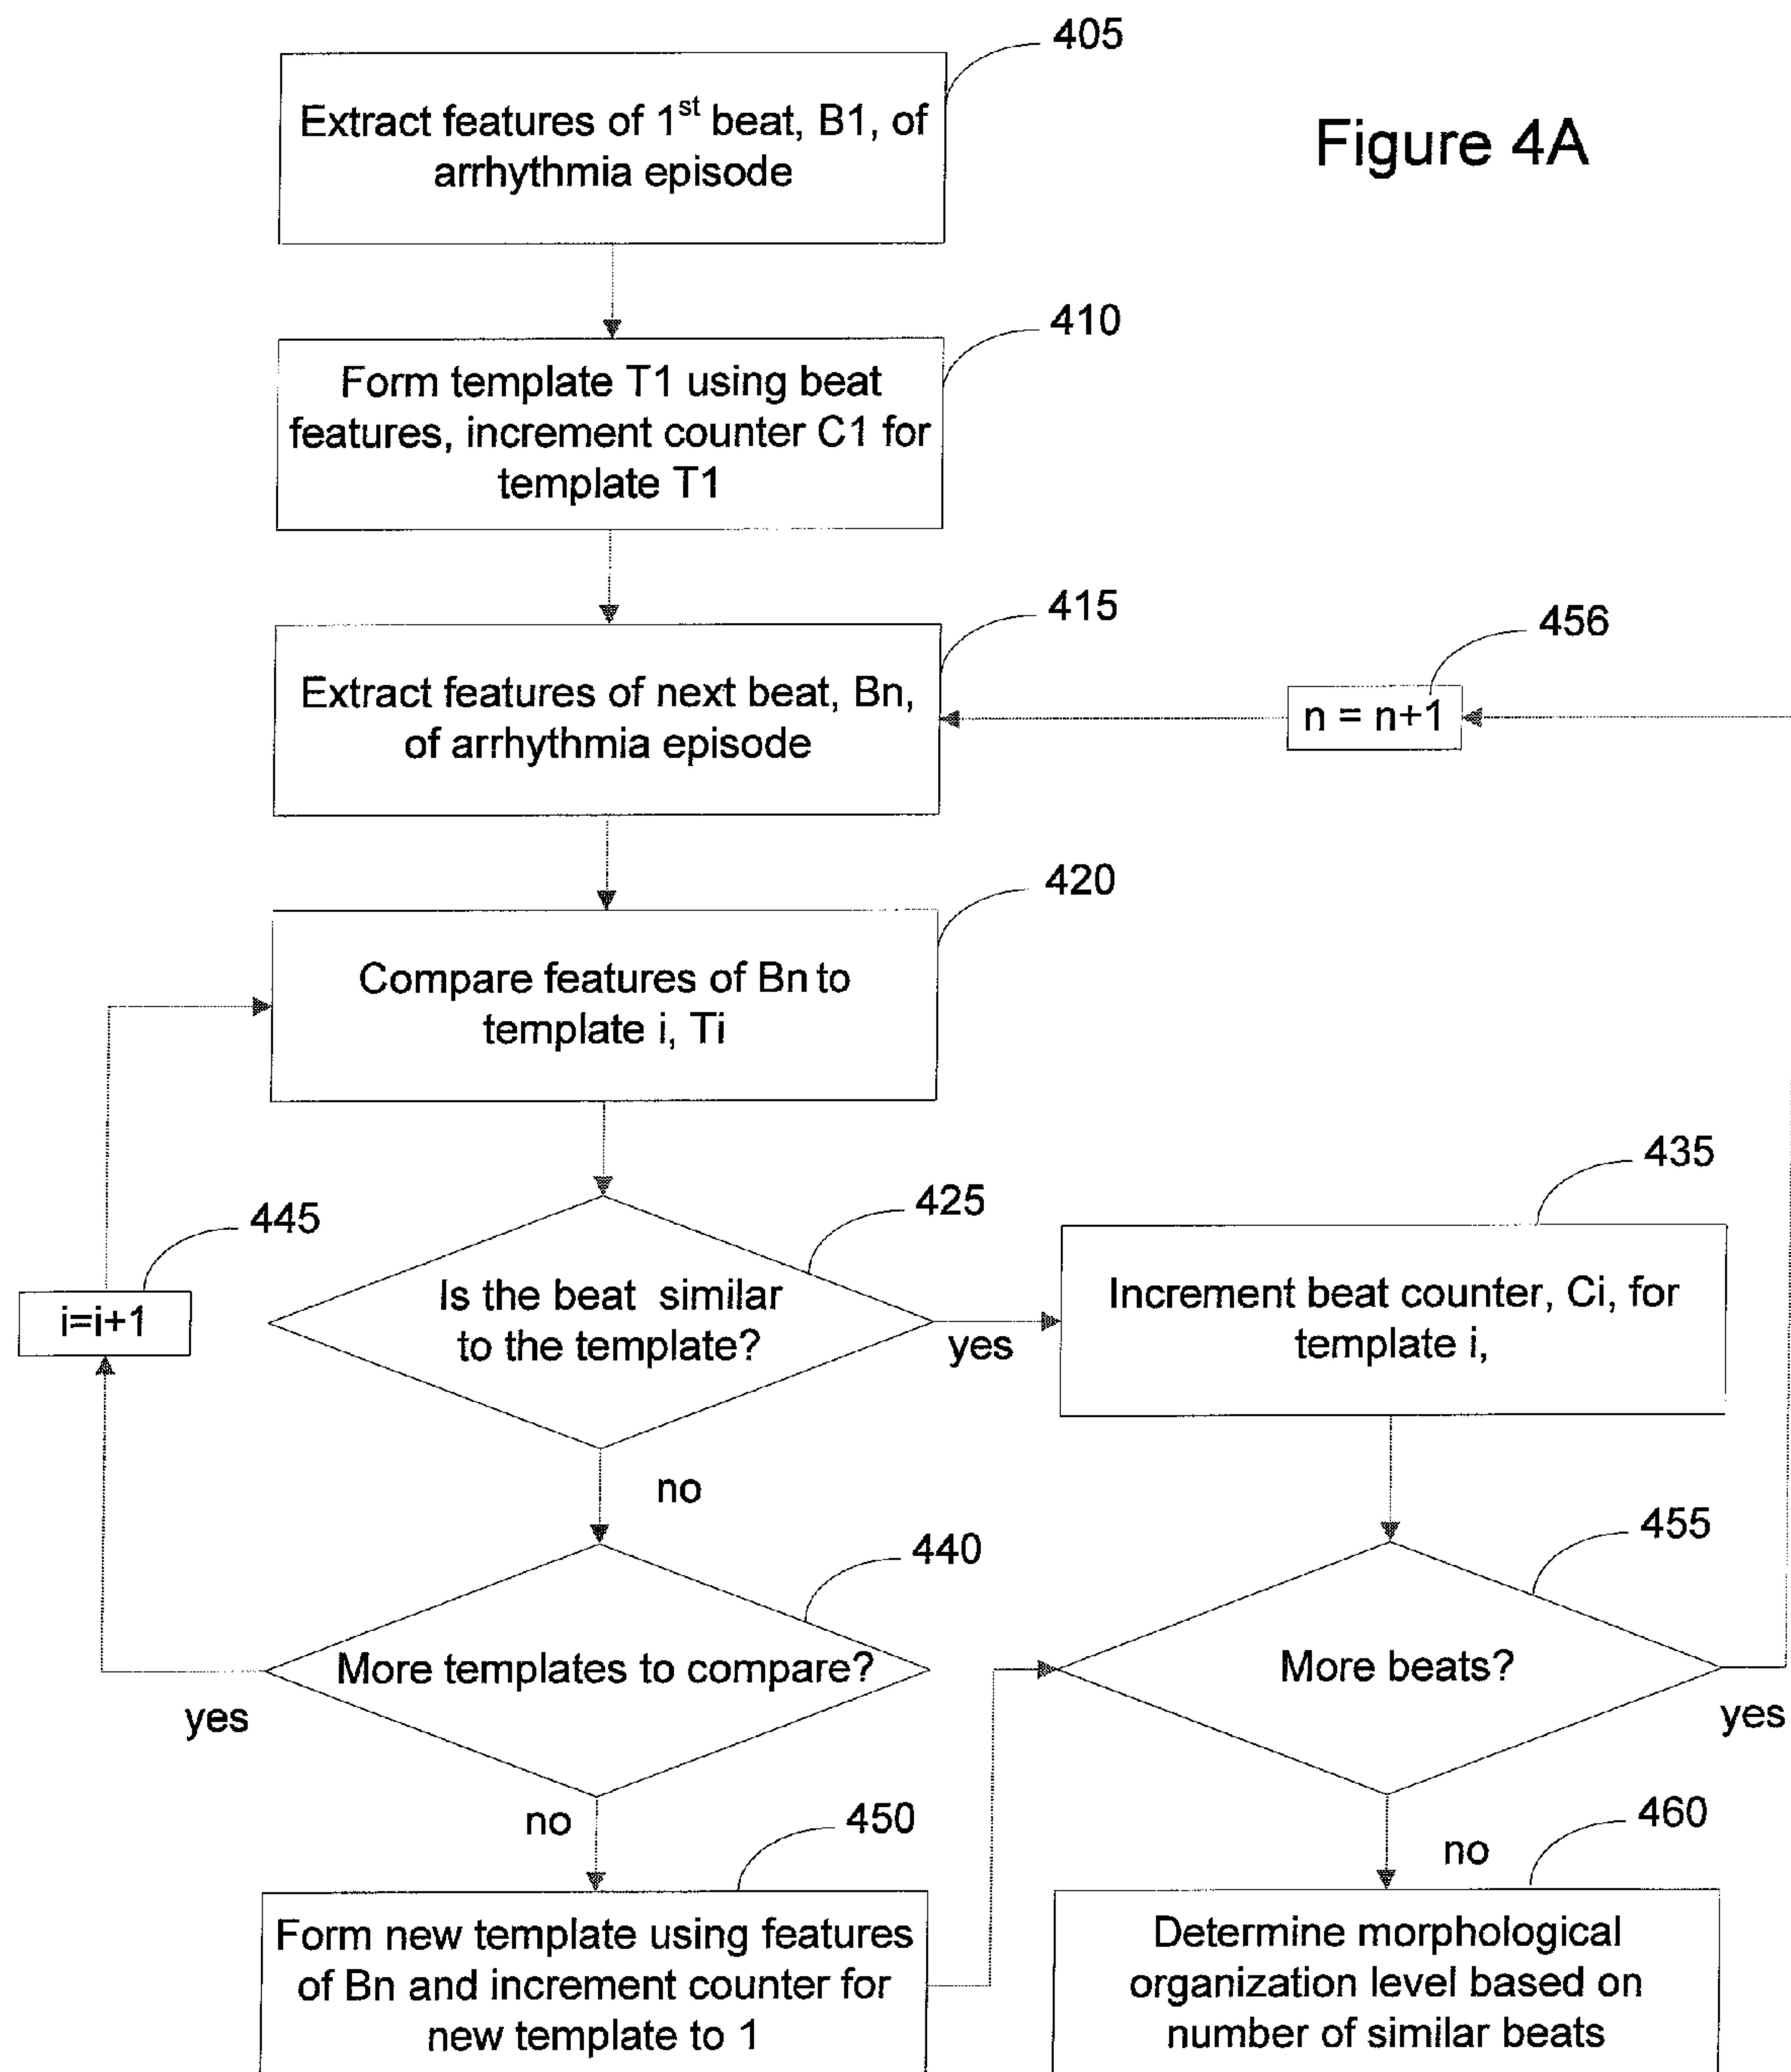 405
Extract features of 1st beat, B1, of
arrhythmia episode
Figure 4A
410
Form template T1 using beat
features, increment counter C1 for
template T1
415
Extract features of next beat, Bn,
of arrhythmia episode
456
n = n+1
420
Compare features of Bn to
template i, Ti
425
Is the beat similar
to the template?
yes
no
435
Increment beat counter, Ci, for
template i,
445
i=i+1
440
More templates to compare?
yes
no
455
More beats?
yes
no
450
Form new template using features
of Bn and increment counter for
new template to 1
460
Determine morphological
organization level based on
number of similar beats